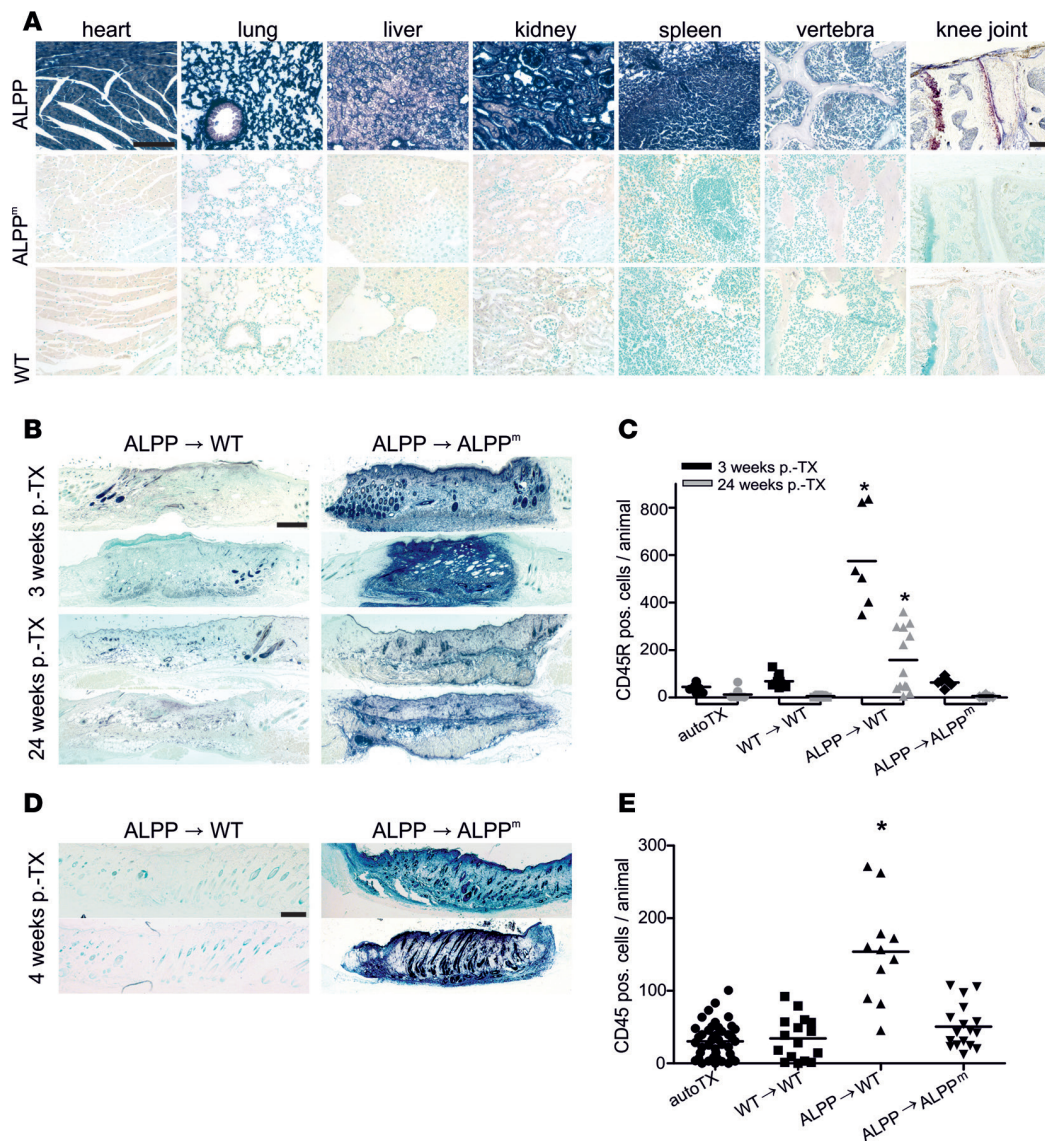 A
heart lung liver kidney spleen vertebra knee joint
ALPP
ALPPᵐ
WT
B
ALPP → WT ALPP → ALPPᵐ
3 weeks p.-TX
24 weeks p.-TX
C
3 weeks p.-TX
24 weeks p.-TX
CD45R pos. cells / animal
800
600
400
200
0
* *
autoTX WT → WT ALPP → WT ALPP → ALPPᵐ
D
ALPP → WT ALPP → ALPPᵐ
4 weeks p.-TX
E
CD45 pos. cells / animal
300
200
100
0
*
autoTX WT → WT ALPP → WT ALPP → ALPPᵐ